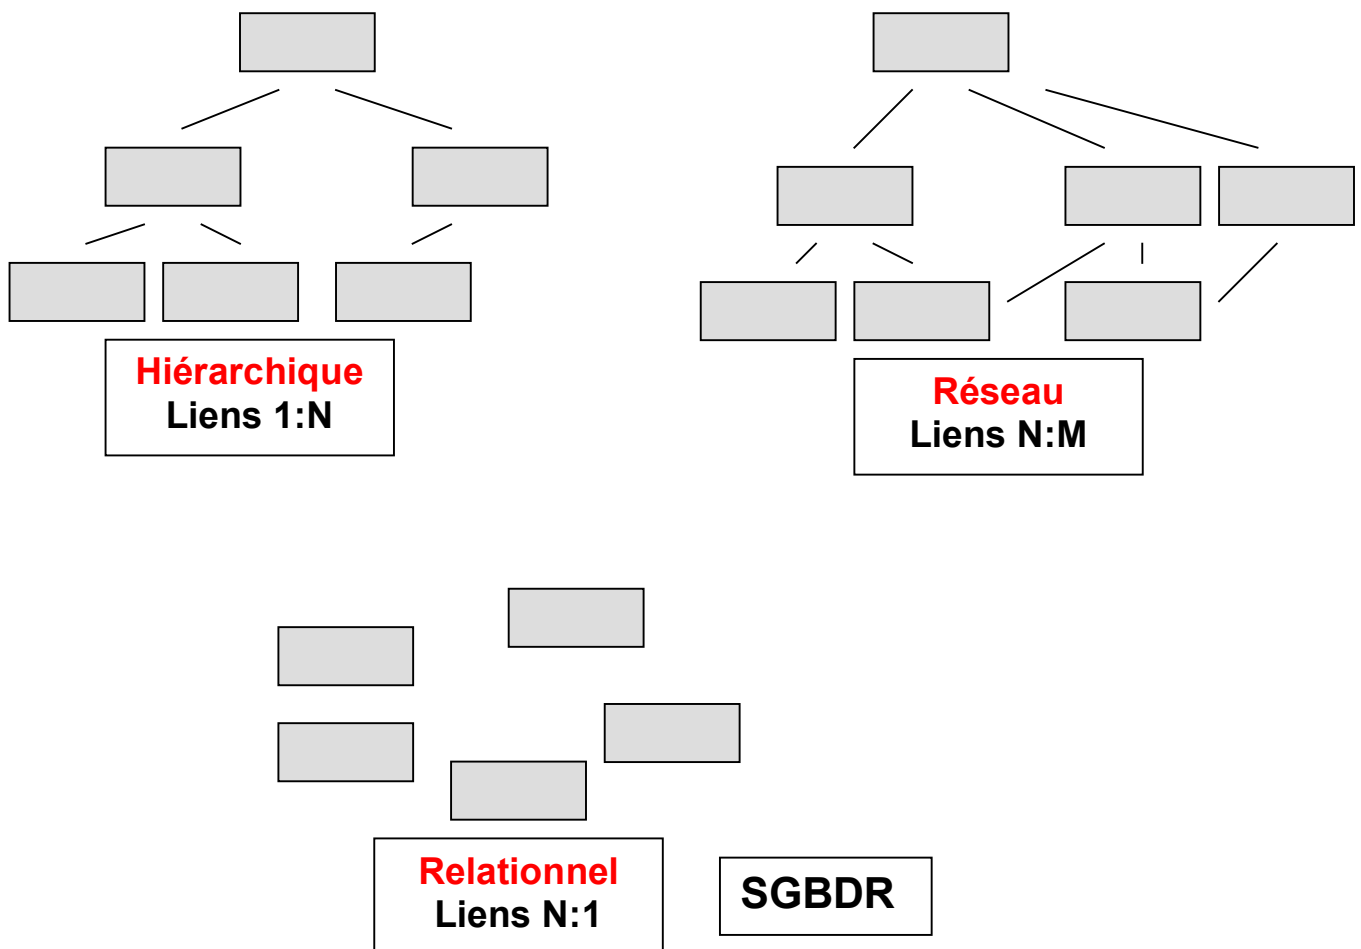 Hiérarchique
Liens 1:N
Réseau
Liens N:M
Relationnel
Liens N:1
SGBDR